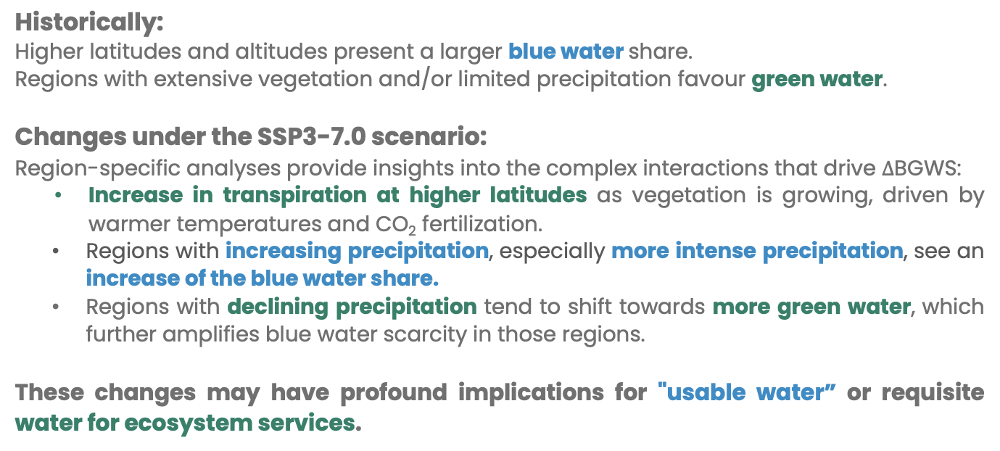 Historically:
Higher latitudes and altitudes present a larger blue water share.
Regions with extensive vegetation and/or limited precipitation favour green water.
Changes under the SSP3-7.0 scenario:
Region-specific analyses provide insights into the complex interactions that drive ΔBGWS:
• Increase in transpiration at higher latitudes as vegetation is growing, driven by
warmer temperatures and CO₂ fertilization.
• Regions with increasing precipitation, especially more intense precipitation, see an
increase of the blue water share.
• Regions with declining precipitation tend to shift towards more green water, which
further amplifies blue water scarcity in those regions.
These changes may have profound implications for "usable water” or requisite
water for ecosystem services.